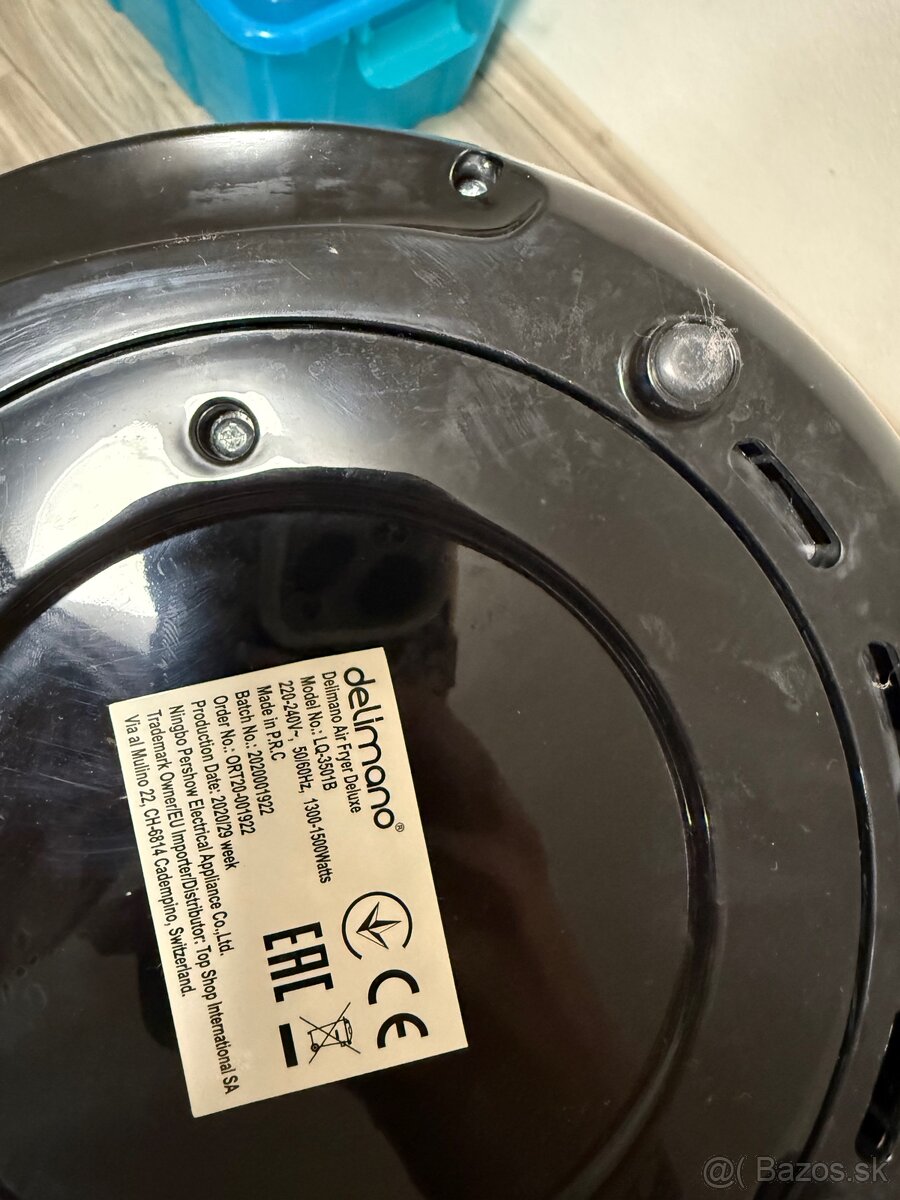 delimano®
Delimano Air Fryer Deluxe
Model No.: LQ-3501B
220-240V~, 50/60Hz, 1300-1500Watts
Made in P.R.C
Batch No.: 2020001922
Order No.: ORT20-001922
Production Date: 2020/29 week
Ningbo Pershow Electrical Appliance Co.,Ltd.
Trademark Owner/EU Importer/Distributor: Top Shop International SA
Via al Mulino 22, CH-6814 Cadempino, Switzerland.
CE
EAC
@( Bazos.sk